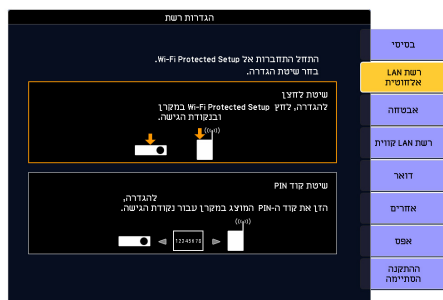 הגדרות רשת
התחל התחברות אל Wi-Fi Protected Setup.
בחר שיטת הגדרה.
שיטת לחצן
להגדרה, לחץ Wi-Fi Protected Setup במקרן
ובנקודת הגישה.
שיטת קוד PIN
להגדרה,
הזן את קוד ה-PIN המוצג במקרן עבור נקודת הגישה.
12345678
בסיסי
רשת LAN
אלחוטית
אבטחה
רשת LAN קווית
דואר
אחרים
אפס
ההתקנה
הסתיימה